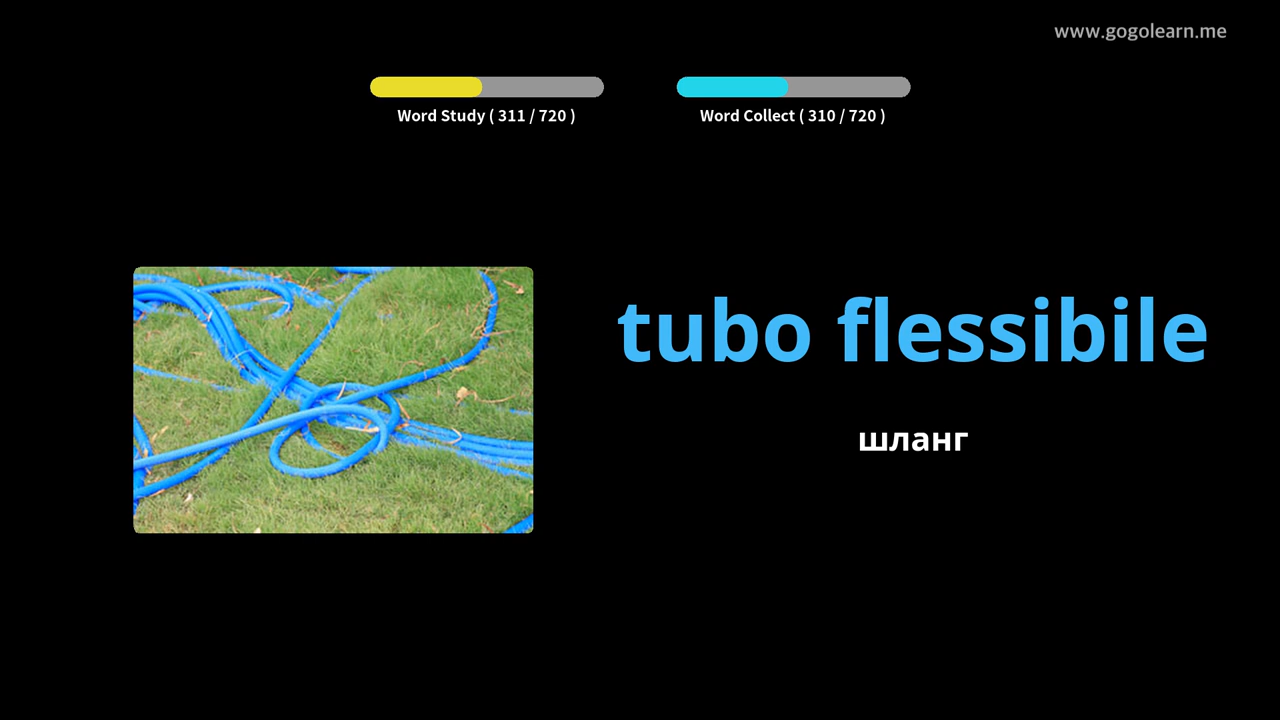 www.gogolearn.me
Word Study ( 311 / 720 )
Word Collect ( 310 / 720 )
tubo flessibile
шланг